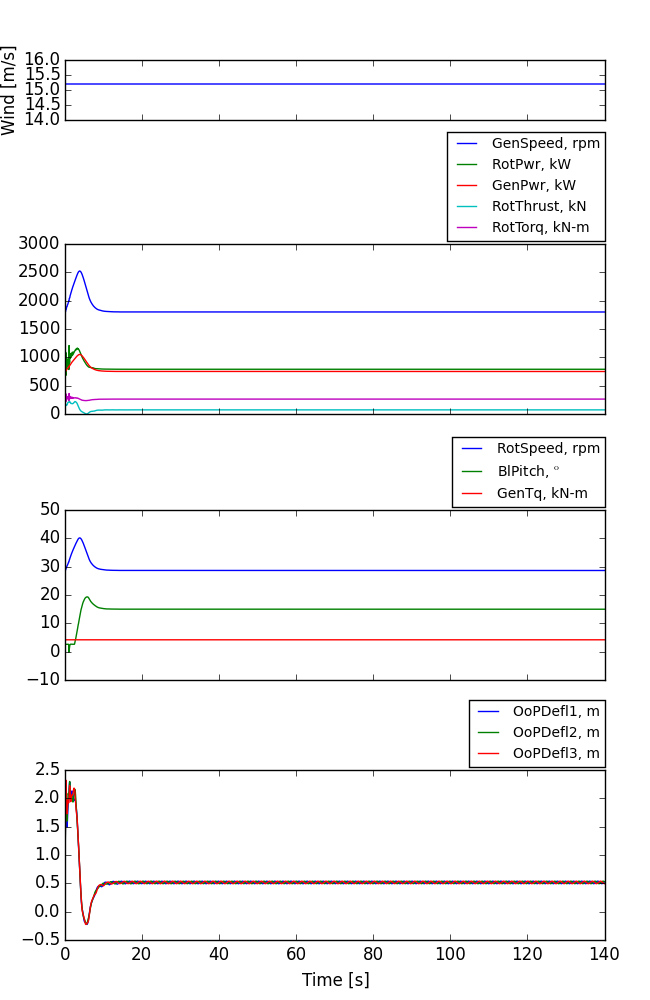 Wind [m/s]
16.0
15.5
15.0
14.5
14.0
GenSpeed, rpm
RotPwr, kW
GenPwr, kW
RotThrust, kN
RotTorq, kN-m
3000
2500
2000
1500
1000
500
0
RotSpeed, rpm
BlPitch, °
GenTq, kN-m
50
40
30
20
10
0
−10
OoPDefl1, m
OoPDefl2, m
OoPDefl3, m
2.5
2.0
1.5
1.0
0.5
0.0
−0.5
0 20 40 60 80 100 120 140
Time [s]